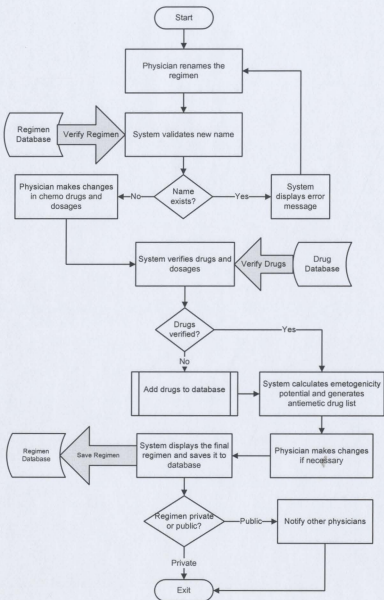 Start
Physician renames the
regimen
Regimen
Database
Verify Regimen
System validates new name
Physician makes changes
in chemo drugs and
dosages
No
Name
exists?
Yes
System
displays error
message
System verifies drugs and
dosages
Verify Drugs
Drug
Database
Drugs
verified?
Yes
No
Add drugs to database
System calculates emetogenicity
potential and generates
antiemetic drug list
Regimen
Database
Save Regimen
System displays the final
regimen and saves it to
database
Physician makes changes
if necessary
Regimen private
or public?
Public
Notify other physicians
Private
Exit